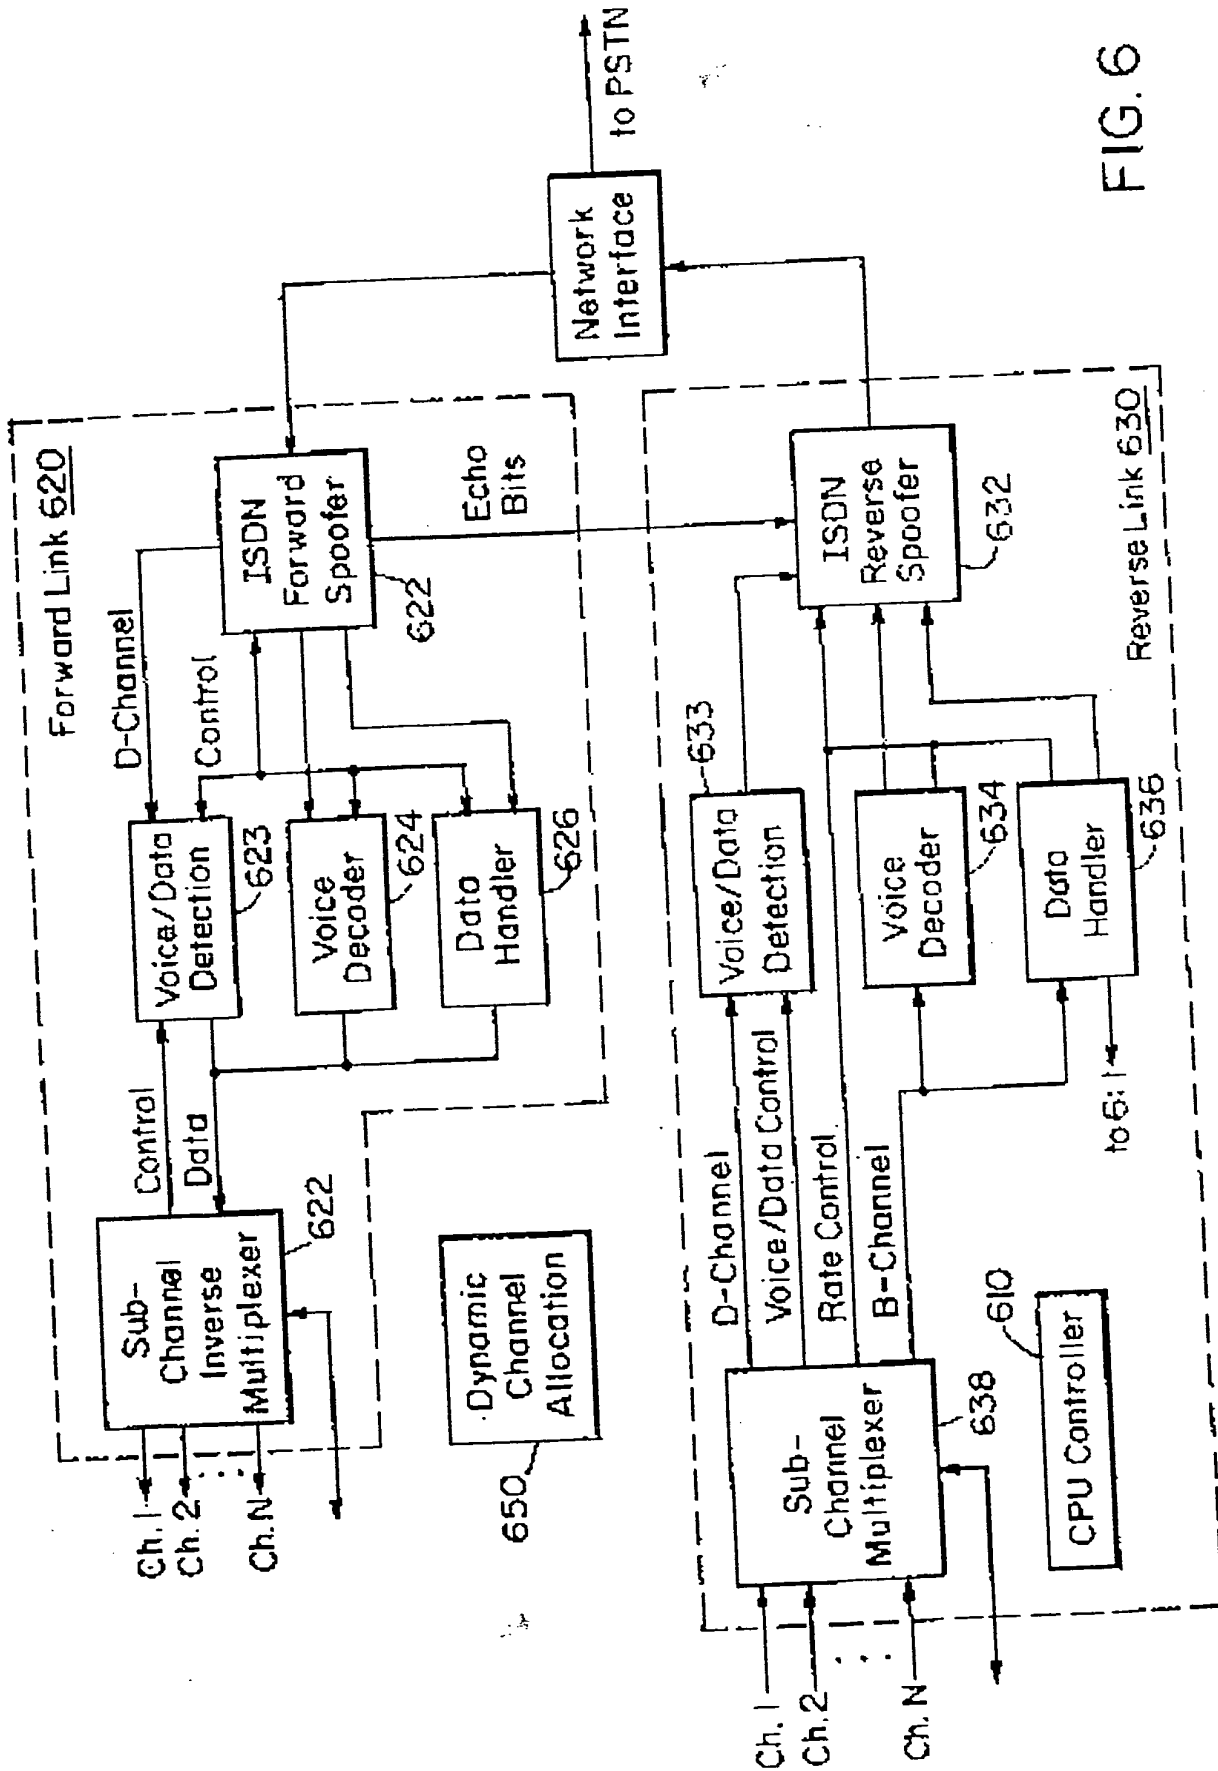 Forward Link 620
Sub-
Channel
Inverse
Multiplexer
622
Ch. 1
Ch. 2
Ch. N
Control
Data
Voice/Data
Detection
623
Voice
Decoder
624
Data
Handler
626
D-Channel
Control
ISDN
Forward
Spoofer
622
Echo
Bits
Network
Interface
to PSTN
Dynamic
Channel
Allocation
650
Reverse Link 630
Sub-
Channel
Multiplexer
638
Ch. 1
Ch. 2
Ch. N
D-Channel
Voice/Data Control
Rate Control
B-Channel
Voice/Data
Detection
633
Voice
Decoder
634
Data
Handler
636
to 6:1
ISDN
Reverse
Spoofer
632
CPU Controller
610
FIG. 6